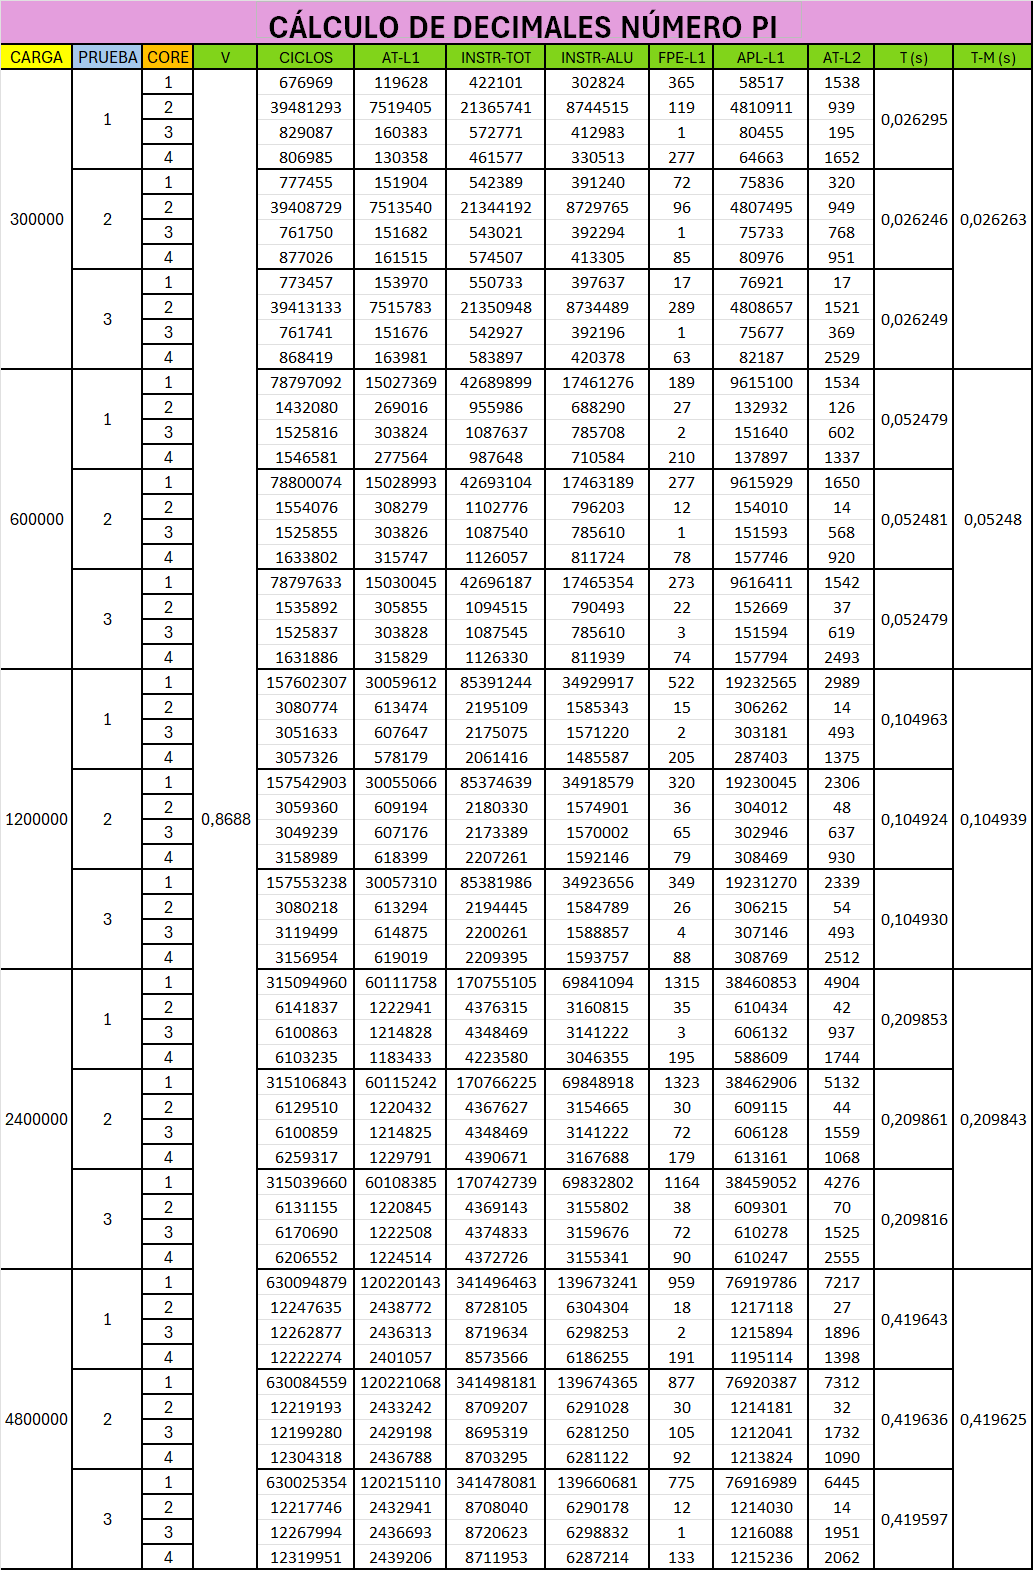 CÁLCULO DE DECIMALES NÚMERO PI
CARGA PRUEBA CORE V CICLOS AT-L1 INSTR-TOT INSTR-ALU FPE-L1 APL-L1 AT-L2 T (s) T-M (s)
300000 1 1 0,8688 676969 119628 422101 302824 365 58517 1538 0,026295 0,026263
2 39481293 7519405 21365741 8744515 119 4810911 939
3 829087 160383 572771 412983 1 80455 195
4 806985 130358 461577 330513 277 64663 1652
2 1 777455 151904 542389 391240 72 75836 320 0,026246
2 39408729 7513540 21344192 8729765 96 4807495 949
3 761750 151682 543021 392294 1 75733 768
4 877026 161515 574507 413305 85 80976 951
3 1 773457 153970 550733 397637 17 76921 17 0,026249
2 39413133 7515783 21350948 8734489 289 4808657 1521
3 761741 151676 542927 392196 1 75677 369
4 868419 163981 583897 420378 63 82187 2529
600000 1 1 78797092 15027369 42689899 17461276 189 9615100 1534 0,052479 0,05248
2 1432080 269016 955986 688290 27 132932 126
3 1525816 303824 1087637 785708 2 151640 602
4 1546581 277564 987648 710584 210 137897 1337
2 1 78800074 15028993 42693104 17463189 277 9615929 1650 0,052481
2 1554076 308279 1102776 796203 12 154010 14
3 1525855 303826 1087540 785610 1 151593 568
4 1633802 315747 1126057 811724 78 157746 920
3 1 78797633 15030045 42696187 17465354 273 9616411 1542 0,052479
2 1535892 305855 1094515 790493 22 152669 37
3 1525837 303828 1087545 785610 3 151594 619
4 1631886 315829 1126330 811939 74 157794 2493
1200000 1 1 157602307 30059612 85391244 34929917 522 19232565 2989 0,104963 0,104939
2 3080774 613474 2195109 1585343 15 306262 14
3 3051633 607647 2175075 1571220 2 303181 493
4 3057326 578179 2061416 1485587 205 287403 1375
2 1 157542903 30055066 85374639 34918579 320 19230045 2306 0,104924
2 3059360 609194 2180330 1574901 36 304012 48
3 3049239 607176 2173389 1570002 65 302946 637
4 3158989 618399 2207261 1592146 79 308469 930
3 1 157553238 30057310 85381986 34923656 349 19231270 2339 0,104930
2 3080218 613294 2194445 1584789 26 306215 54
3 3119499 614875 2200261 1588857 4 307146 493
4 3156954 619019 2209395 1593757 88 308769 2512
2400000 1 1 315094960 60111758 170755105 69841094 1315 38460853 4904 0,209853 0,209843
2 6141837 1222941 4376315 3160815 35 610434 42
3 6100863 1214828 4348469 3141222 3 606132 937
4 6103235 1183433 4223580 3046355 195 588609 1744
2 1 315106843 60115242 170766225 69848918 1323 38462906 5132 0,209861
2 6129510 1220432 4367627 3154665 30 609115 44
3 6100859 1214825 4348469 3141222 72 606128 1559
4 6259317 1229791 4390671 3167688 179 613161 1068
3 1 315039660 60108385 170742739 69832802 1164 38459052 4276 0,209816
2 6131155 1220845 4369143 3155802 38 609301 70
3 6170690 1222508 4374833 3159676 72 610278 1525
4 6206552 1224514 4372726 3155341 90 610247 2555
4800000 1 1 630094879 120220143 341496463 139673241 959 76919786 7217 0,419643 0,419625
2 12247635 2438772 8728105 6304304 18 1217118 27
3 12262877 2436313 8719634 6298253 2 1215894 1896
4 12222274 2401057 8573566 6186255 191 1195114 1398
2 1 630084559 120221068 341498181 139674365 877 76920387 7312 0,419636
2 12219193 2433242 8709207 6291028 30 1214181 32
3 12199280 2429198 8695319 6281250 105 1212041 1732
4 12304318 2436788 8703295 6281122 92 1213824 1090
3 1 630025354 120215110 341478081 139660681 775 76916989 6445 0,419597
2 12217746 2432941 8708040 6290178 12 1214030 14
3 12267994 2436693 8720623 6298832 1 1216088 1951
4 12319951 2439206 8711953 6287214 133 1215236 2062